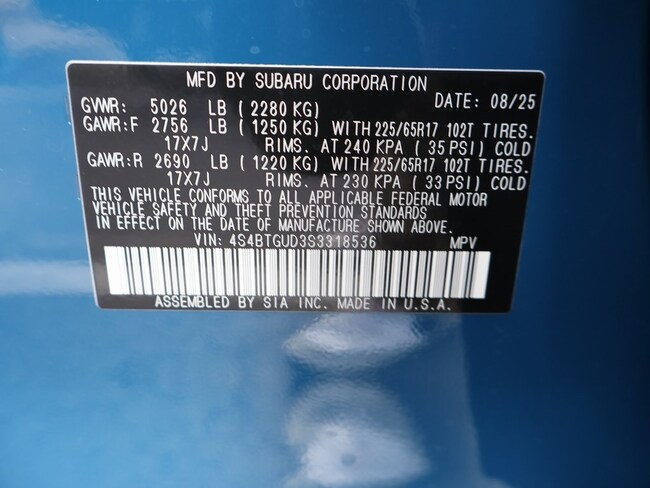 MFD BY SUBARU CORPORATION
GVWR: 5026 LB ( 2280 KG) DATE: 08/25
GAWR:F 2756 LB ( 1250 KG) WITH 225/65R17 102T TIRES.
17X7J RIMS. AT 240 KPA ( 35 PSI) COLD
GAWR:R 2690 LB ( 1220 KG) WITH 225/65R17 102T TIRES.
17X7J RIMS. AT 230 KPA ( 33 PSI) COLD
THIS VEHICLE CONFORMS TO ALL APPLICABLE FEDERAL MOTOR
VEHICLE SAFETY AND THEFT PREVENTION STANDARDS
IN EFFECT ON THE DATE OF MANUFACTURE SHOWN ABOVE.
VIN: 4S4BTGUD3S3318536 MPV
ASSEMBLED BY SIA INC. MADE IN U.S.A.